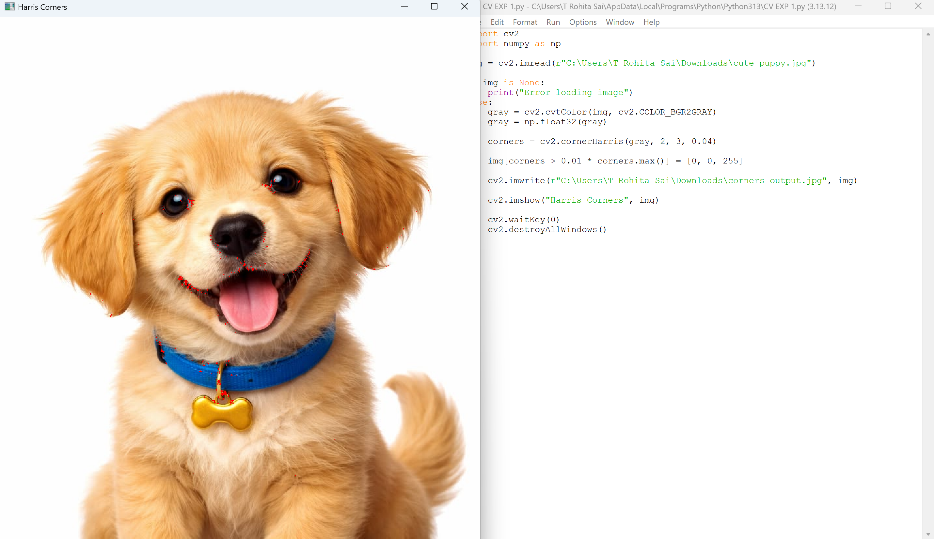 Harris Corners
CV EXP 1.py - C:\Users\T Rohita Sai\AppData\Local\Programs\Python\Python313\CV EXP 1.py (3.13.12)
Edit Format Run Options Window Help
port cv2
port numpy as np
= cv2.imread(r"C:\Users\T Rohita Sai\Downloads\cute puppy.jpg")
img is None:
print("Error loading image")
se:
gray = cv2.cvtColor(img, cv2.COLOR_BGR2GRAY)
gray = np.float32(gray)
corners = cv2.cornerHarris(gray, 2, 3, 0.04)
img[corners > 0.01 * corners.max()] = [0, 0, 255]
cv2.imwrite(r"C:\Users\T Rohita Sai\Downloads\corners_output.jpg", img)
cv2.imshow("Harris Corners", img)
cv2.waitKey(0)
cv2.destroyAllWindows()